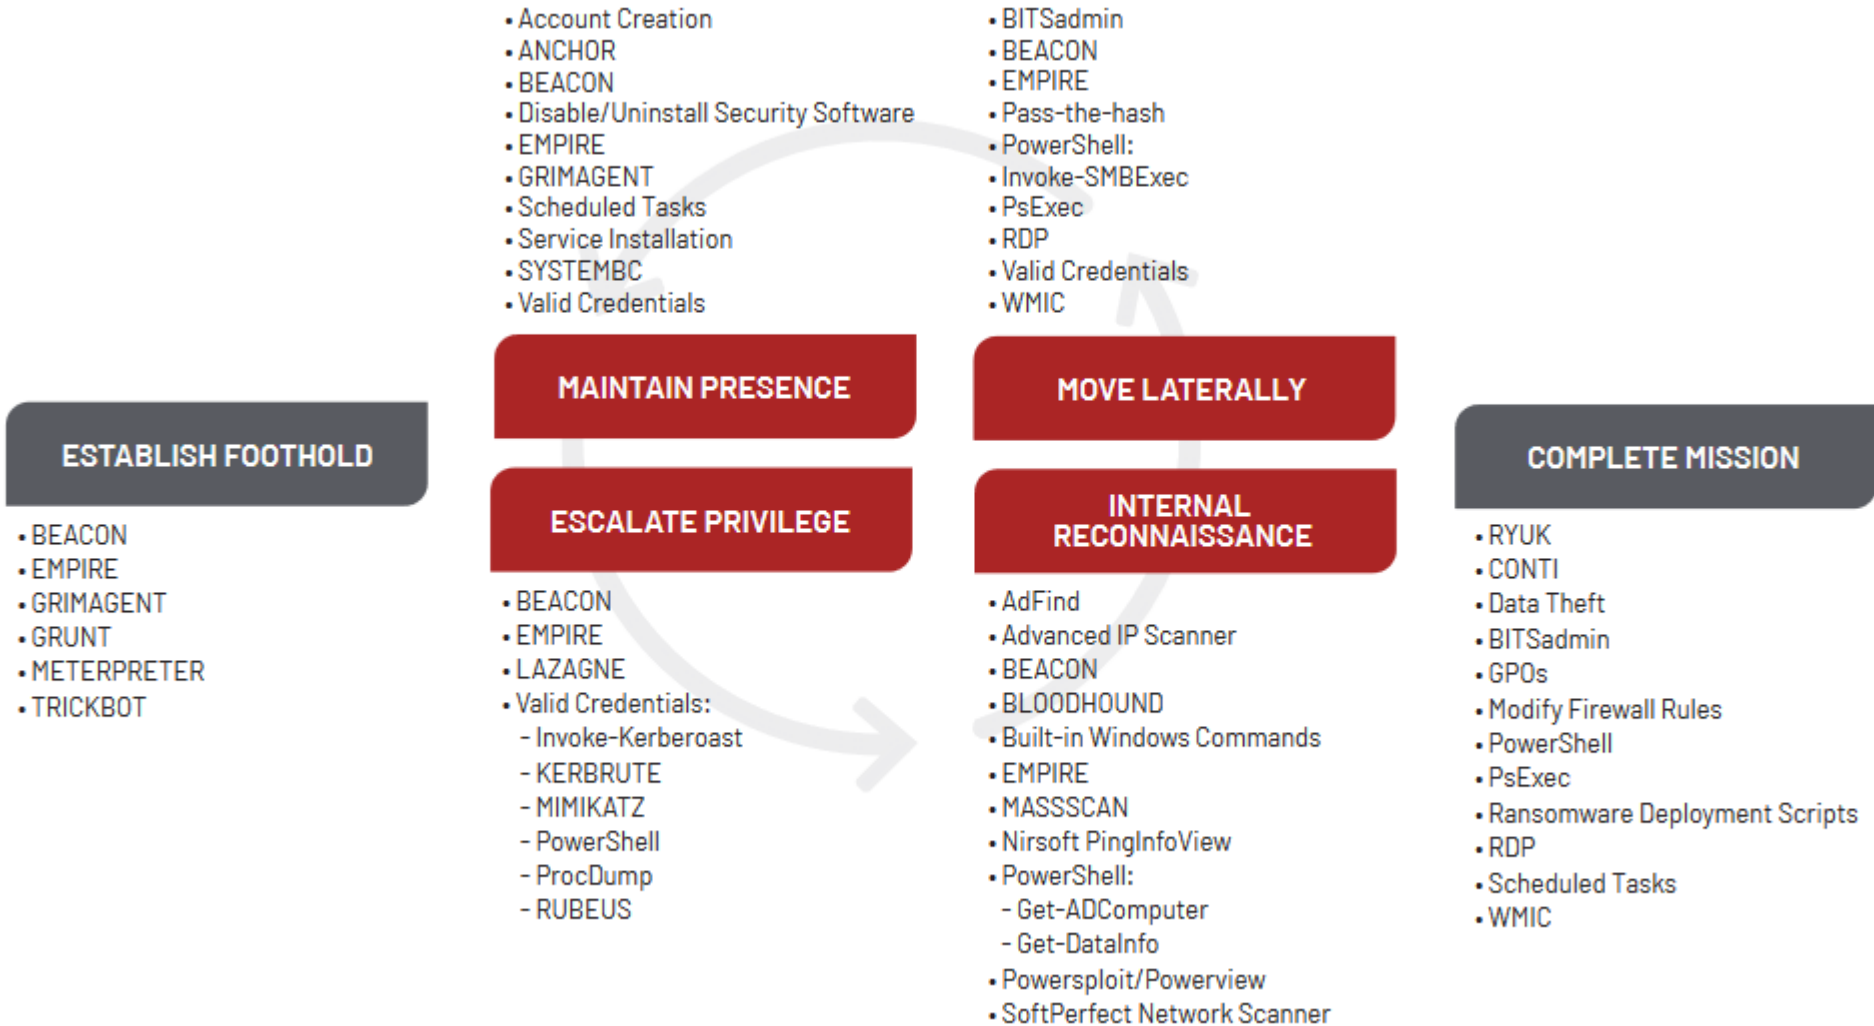 • Account Creation
• ANCHOR
• BEACON
• Disable/Uninstall Security Software
• EMPIRE
• GRIMAGENT
• Scheduled Tasks
• Service Installation
• SYSTEMBC
• Valid Credentials
MAINTAIN PRESENCE
• BITSadmin
• BEACON
• EMPIRE
• Pass-the-hash
• PowerShell:
• Invoke-SMBExec
• PsExec
• RDP
• Valid Credentials
• WMIC
MOVE LATERALLY
ESTABLISH FOOTHOLD
• BEACON
• EMPIRE
• GRIMAGENT
• GRUNT
• METERPRETER
• TRICKBOT
ESCALATE PRIVILEGE
• BEACON
• EMPIRE
• LAZAGNE
• Valid Credentials:
- Invoke-Kerberoast
- KERBRUTE
- MIMIKATZ
- PowerShell
- ProcDump
- RUBEUS
INTERNAL
RECONNAISSANCE
• AdFind
• Advanced IP Scanner
• BEACON
• BLOODHOUND
• Built-in Windows Commands
• EMPIRE
• MASSSCAN
• Nirsoft PingInfoView
• PowerShell:
- Get-ADComputer
- Get-DataInfo
• Powersploit/Powerview
• SoftPerfect Network Scanner
COMPLETE MISSION
• RYUK
• CONTI
• Data Theft
• BITSadmin
• GPOs
• Modify Firewall Rules
• PowerShell
• PsExec
• Ransomware Deployment Scripts
• RDP
• Scheduled Tasks
• WMIC